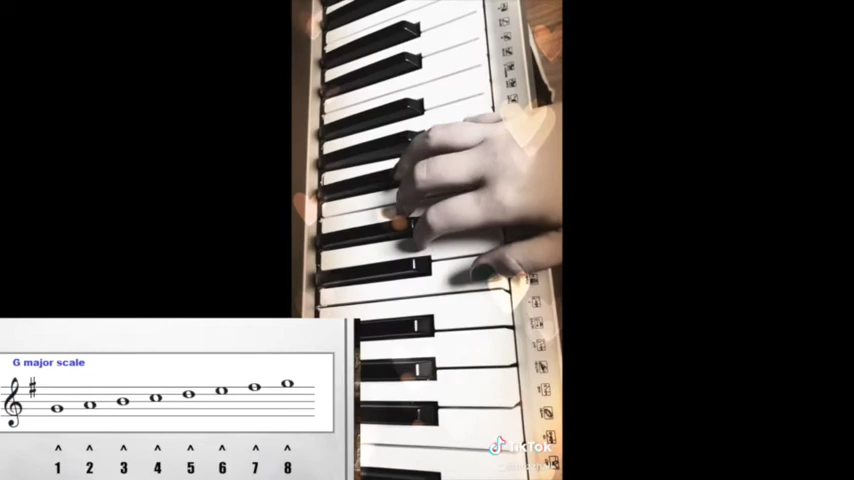 G major scale
^ ^ ^ ^ ^ ^ ^ ^
1 2 3 4 5 6 7 8
TikTok